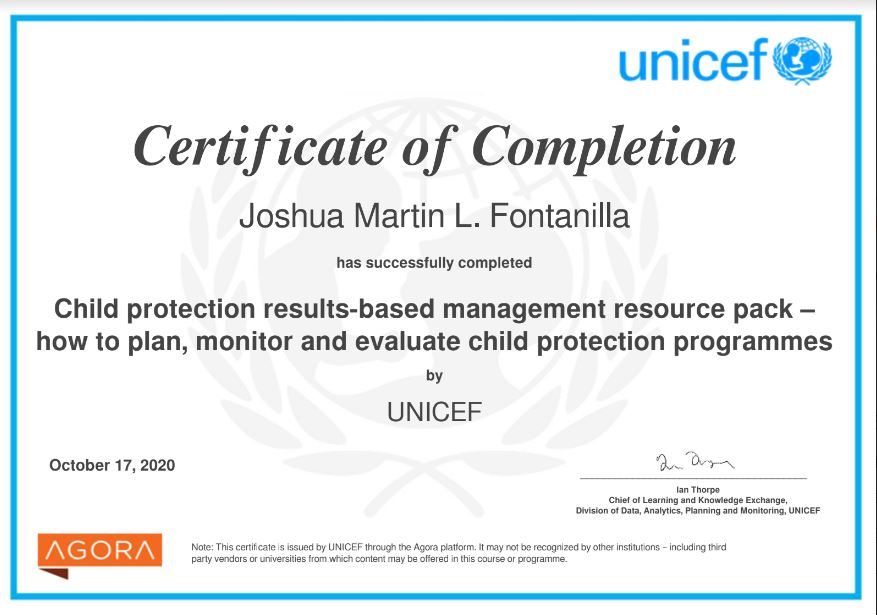 unicef
Certificate of Completion
Joshua Martin L. Fontanilla
has successfully completed
Child protection results-based management resource pack –
how to plan, monitor and evaluate child protection programmes
by
UNICEF
October 17, 2020
Ian Thorpe
Chief of Learning and Knowledge Exchange,
Division of Data, Analytics, Planning and Monitoring, UNICEF
AGORA
Note: This certificate is issued by UNICEF through the Agora platform. It may not be recognized by other institutions – including third
party vendors or universities from which content may be offered in this course or programme.